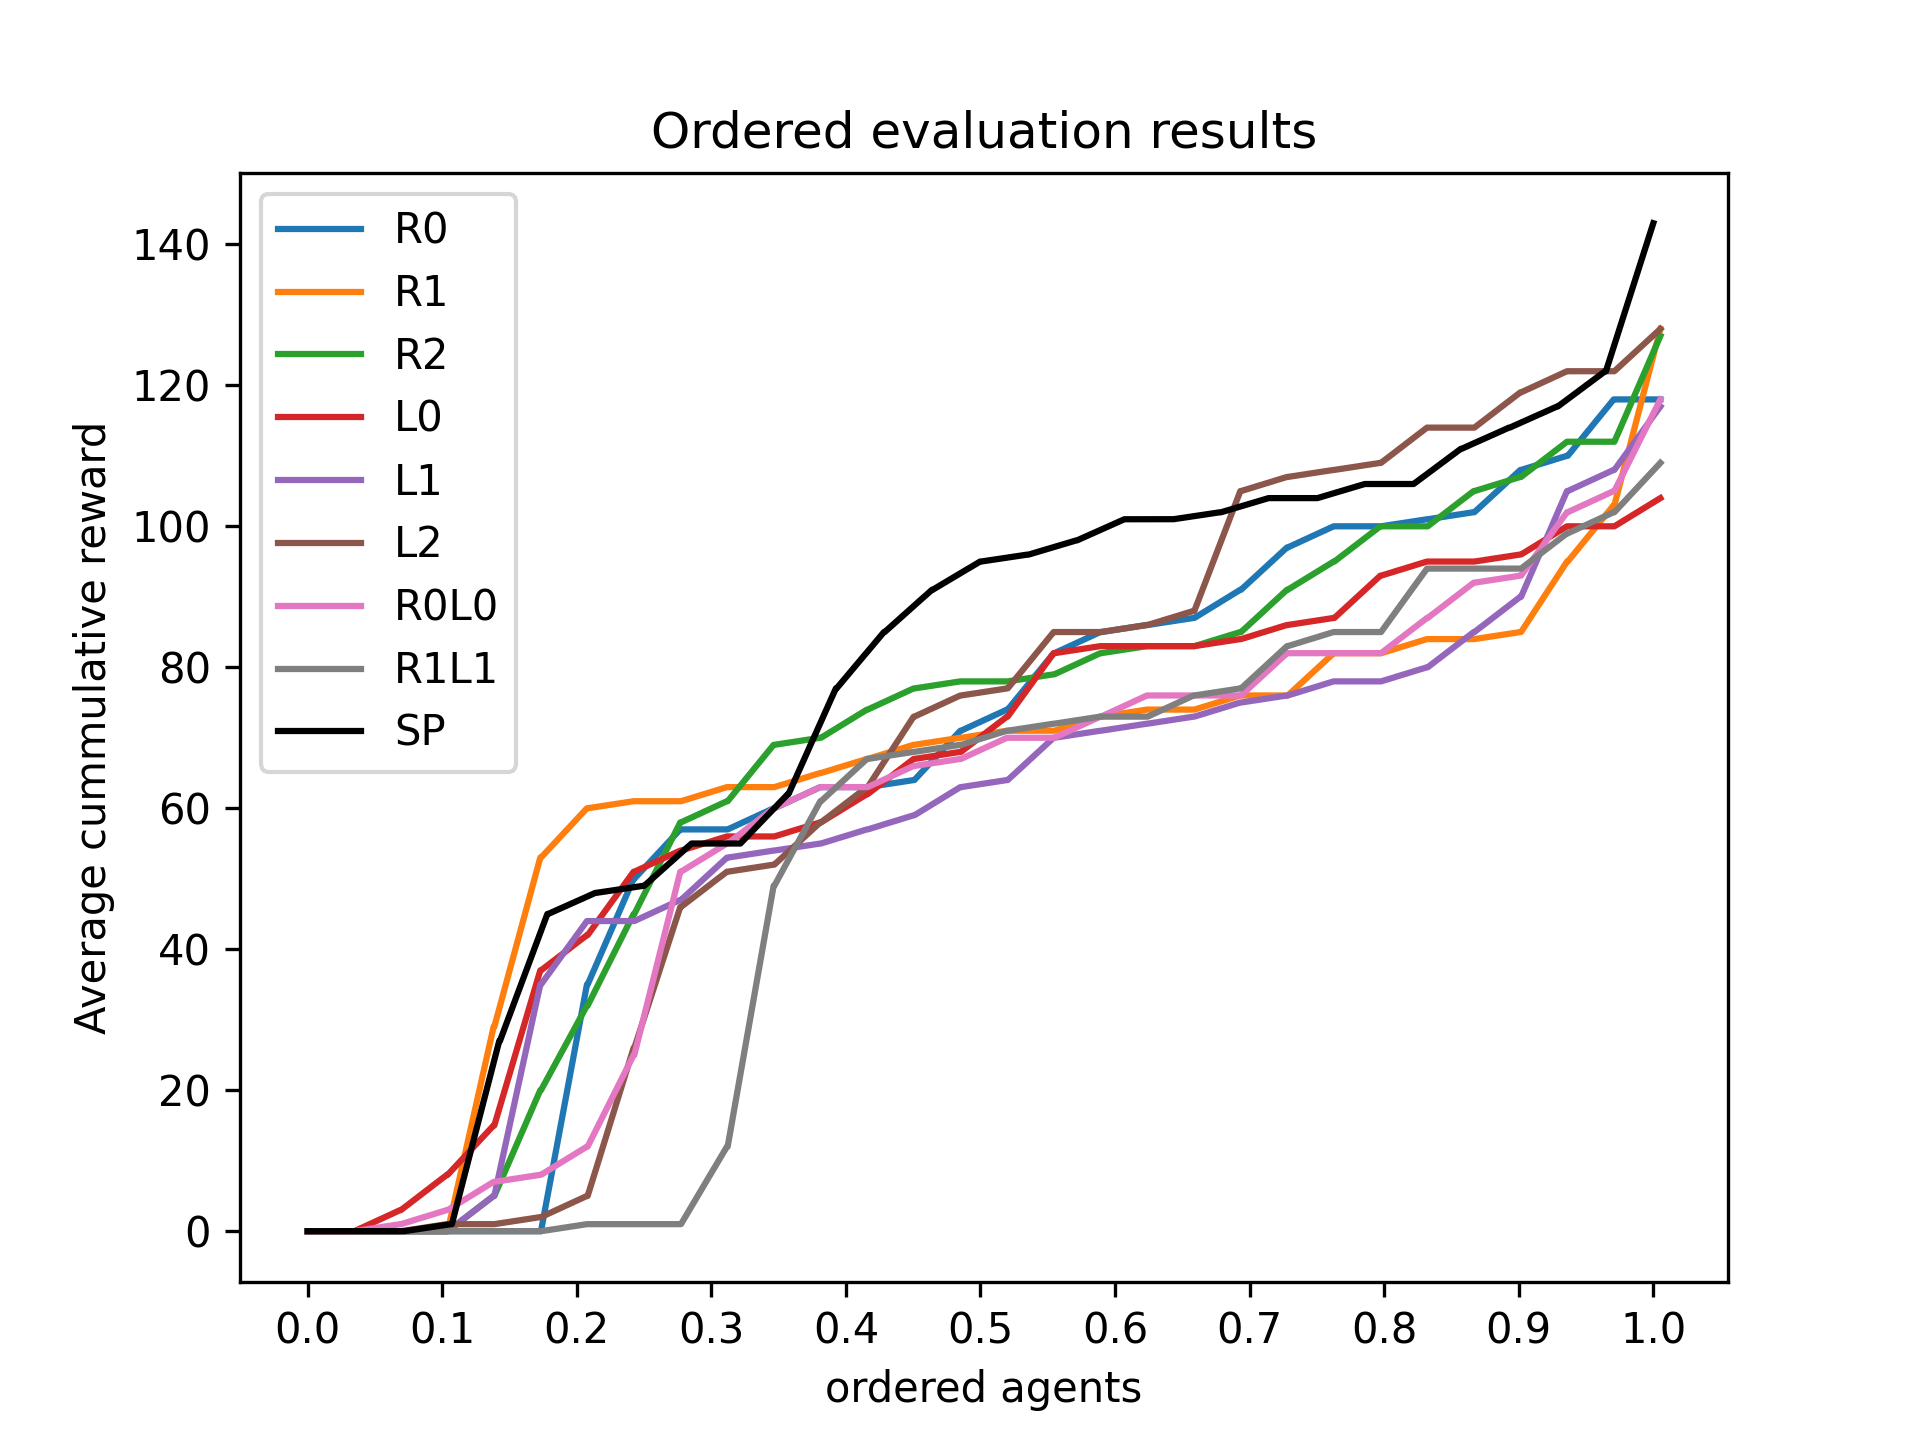 Ordered evaluation results
R0
R1
R2
L0
L1
L2
R0L0
R1L1
SP
Average cummulative reward
140
120
100
80
60
40
20
0
0.0 0.1 0.2 0.3 0.4 0.5 0.6 0.7 0.8 0.9 1.0
ordered agents